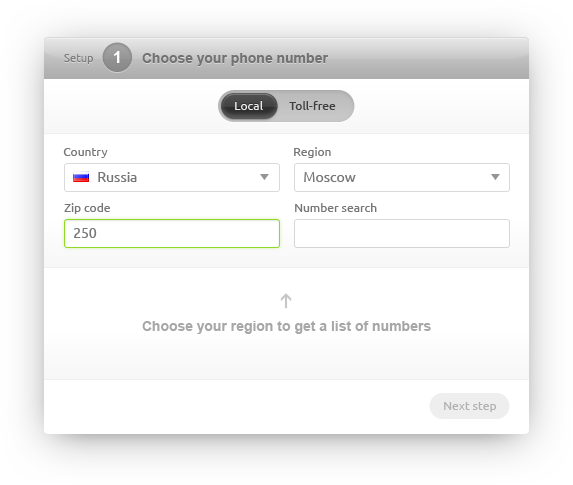 Setup 1 Choose your phone number
Local Toll-free
Country Region
Russia Moscow
Zip code Number search
250
Choose your region to get a list of numbers
Next step